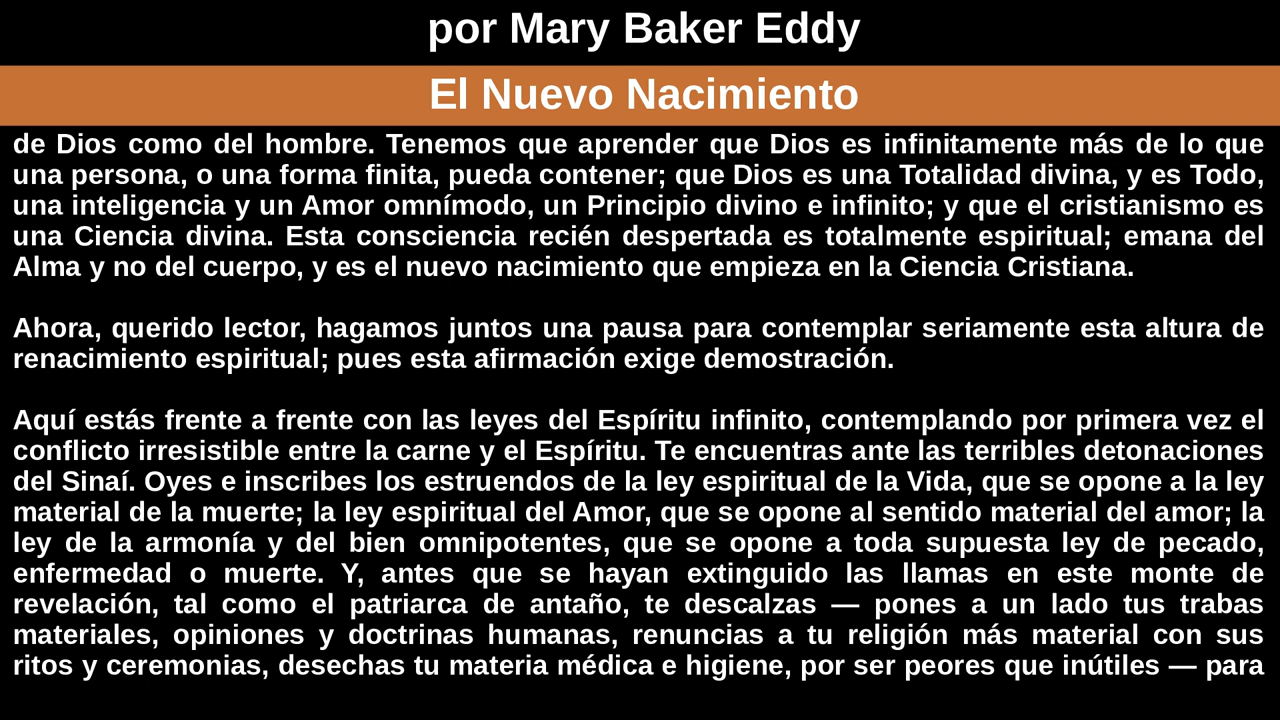 por Mary Baker Eddy
El Nuevo Nacimiento
de Dios como del hombre. Tenemos que aprender que Dios es infinitamente más de lo que
una persona, o una forma finita, pueda contener; que Dios es una Totalidad divina, y es Todo,
una inteligencia y un Amor omnímodo, un Principio divino e infinito; y que el cristianismo es
una Ciencia divina. Esta consciencia recién despertada es totalmente espiritual; emana del
Alma y no del cuerpo, y es el nuevo nacimiento que empieza en la Ciencia Cristiana.
Ahora, querido lector, hagamos juntos una pausa para contemplar seriamente esta altura de
renacimiento espiritual; pues esta afirmación exige demostración.
Aquí estás frente a frente con las leyes del Espíritu infinito, contemplando por primera vez el
conflicto irresistible entre la carne y el Espíritu. Te encuentras ante las terribles detonaciones
del Sinaí. Oyes e inscribes los estruendos de la ley espiritual de la Vida, que se opone a la ley
material de la muerte; la ley espiritual del Amor, que se opone al sentido material del amor; la
ley de la armonía y del bien omnipotentes, que se opone a toda supuesta ley de pecado,
enfermedad o muerte. Y, antes que se hayan extinguido las llamas en este monte de
revelación, tal como el patriarca de antaño, te descalzas — pones a un lado tus trabas
materiales, opiniones y doctrinas humanas, renuncias a tu religión más material con sus
ritos y ceremonias, desechas tu materia médica e higiene, por ser peores que inútiles — para